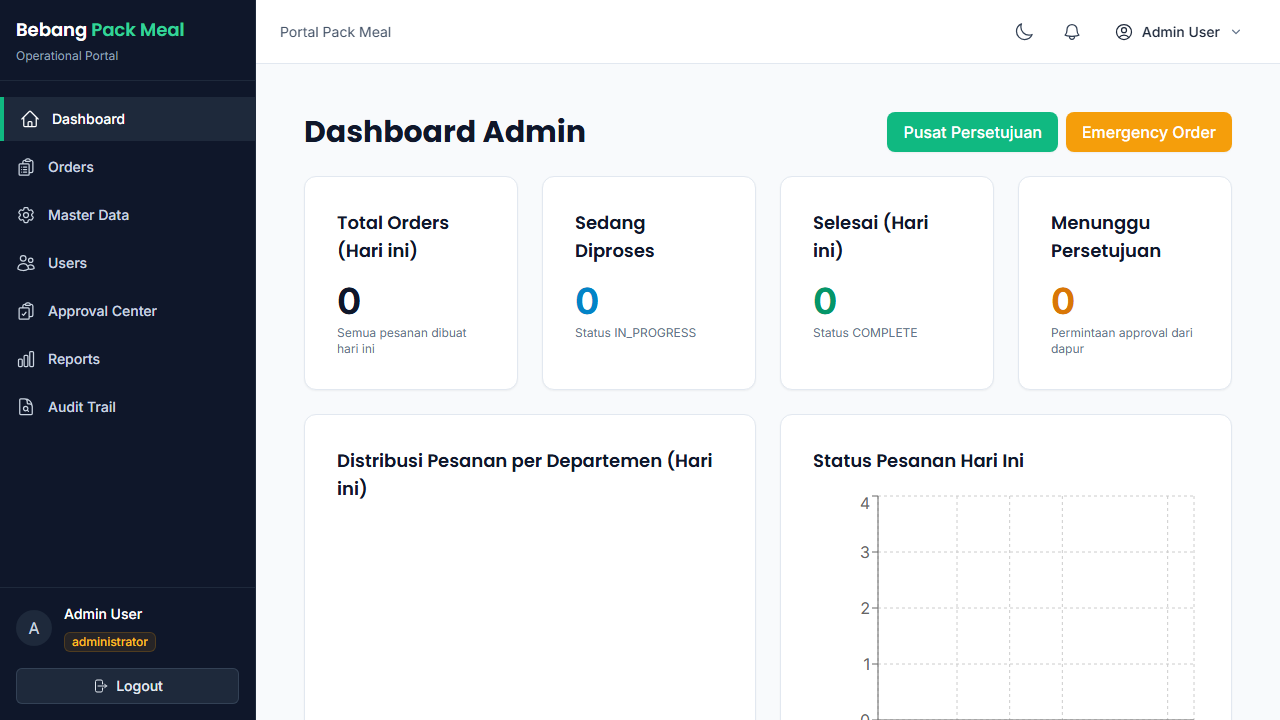 Bebang Pack Meal
Operational Portal
Dashboard
Orders
Master Data
Users
Approval Center
Reports
Audit Trail
A
Admin User
administrator
Logout
Portal Pack Meal
Admin User
Dashboard Admin
Pusat Persetujuan
Emergency Order
Total Orders
(Hari ini)
0
Semua pesanan dibuat
hari ini
Sedang
Diproses
0
Status IN_PROGRESS
Selesai (Hari
ini)
0
Status COMPLETE
Menunggu
Persetujuan
0
Permintaan approval dari
dapur
Distribusi Pesanan per Departemen (Hari
ini)
Status Pesanan Hari Ini
4
3
2
1
0